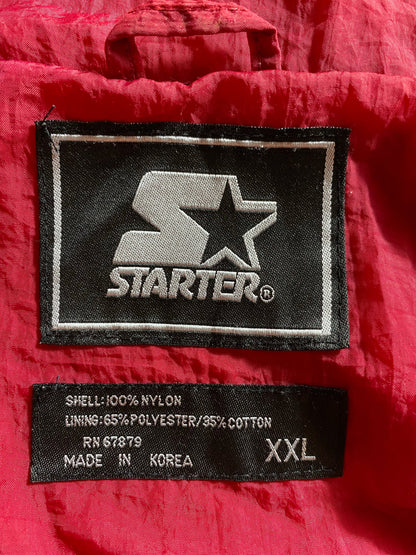 STARTER®
SHELL: 100% NYLON
LINING: 65% POLYESTER/35% COTTON
RN 67879
MADE IN KOREA
XXL